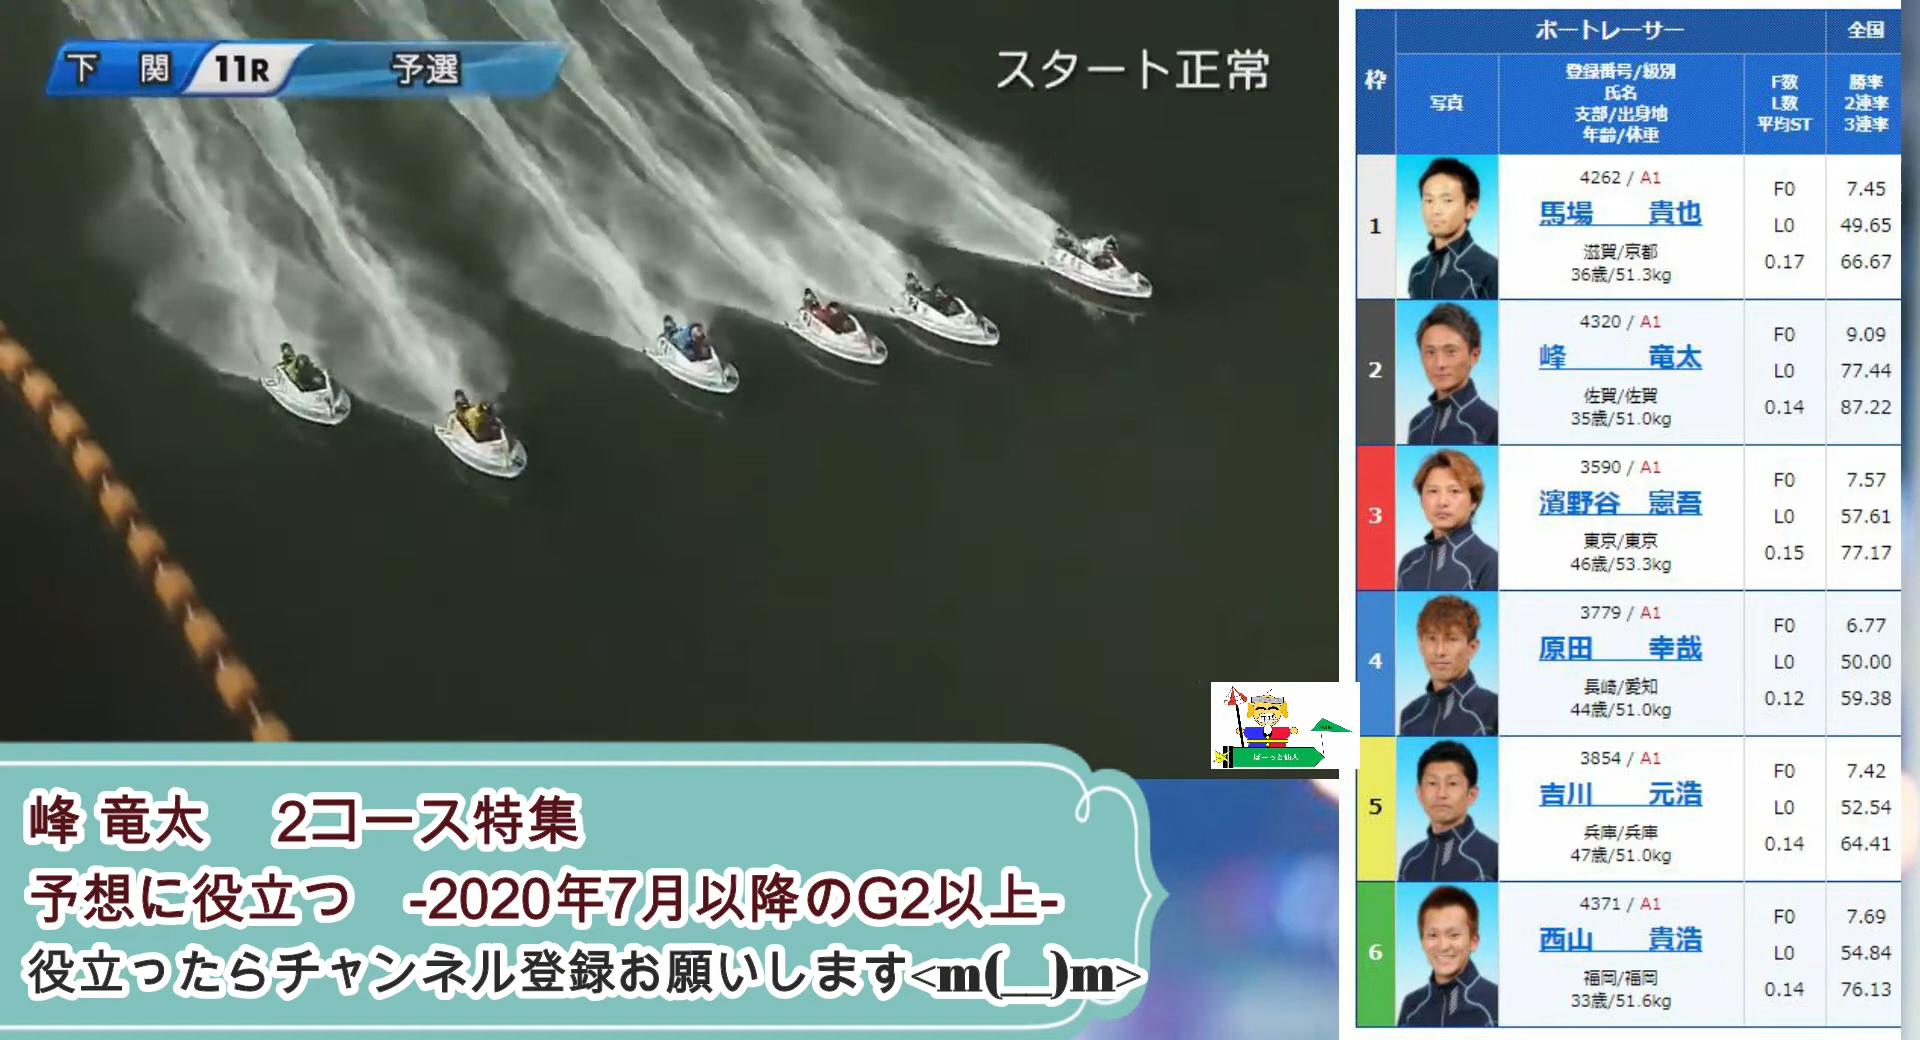 下 関 11R 予選
スタート正常
ぼーっと仙人
峰 竜太 2コース特集
予想に役立つ -2020年7月以降のG2以上-
役立ったらチャンネル登録お願いします<m(__)m>
枠 ボートレーサー 全国
写真
登録番号/級別
氏名
支部/出身地
年齢/体重
F数
L数
平均ST
勝率
2連率
3連率
1
4262 / A1
馬場 貴也
滋賀/京都
36歳/51.3kg
F0
L0
0.17
7.45
49.65
66.67
2
4320 / A1
峰 竜太
佐賀/佐賀
35歳/51.0kg
F0
L0
0.14
9.09
77.44
87.22
3
3590 / A1
濱野谷 憲吾
東京/東京
46歳/53.3kg
F0
L0
0.15
7.57
57.61
77.17
4
3779 / A1
原田 幸哉
長崎/愛知
44歳/51.0kg
F0
L0
0.12
6.77
50.00
59.38
5
3854 / A1
吉川 元浩
兵庫/兵庫
47歳/51.0kg
F0
L0
0.14
7.42
52.54
64.41
6
4371 / A1
西山 貴浩
福岡/福岡
33歳/51.6kg
F0
L0
0.14
7.69
54.84
76.13